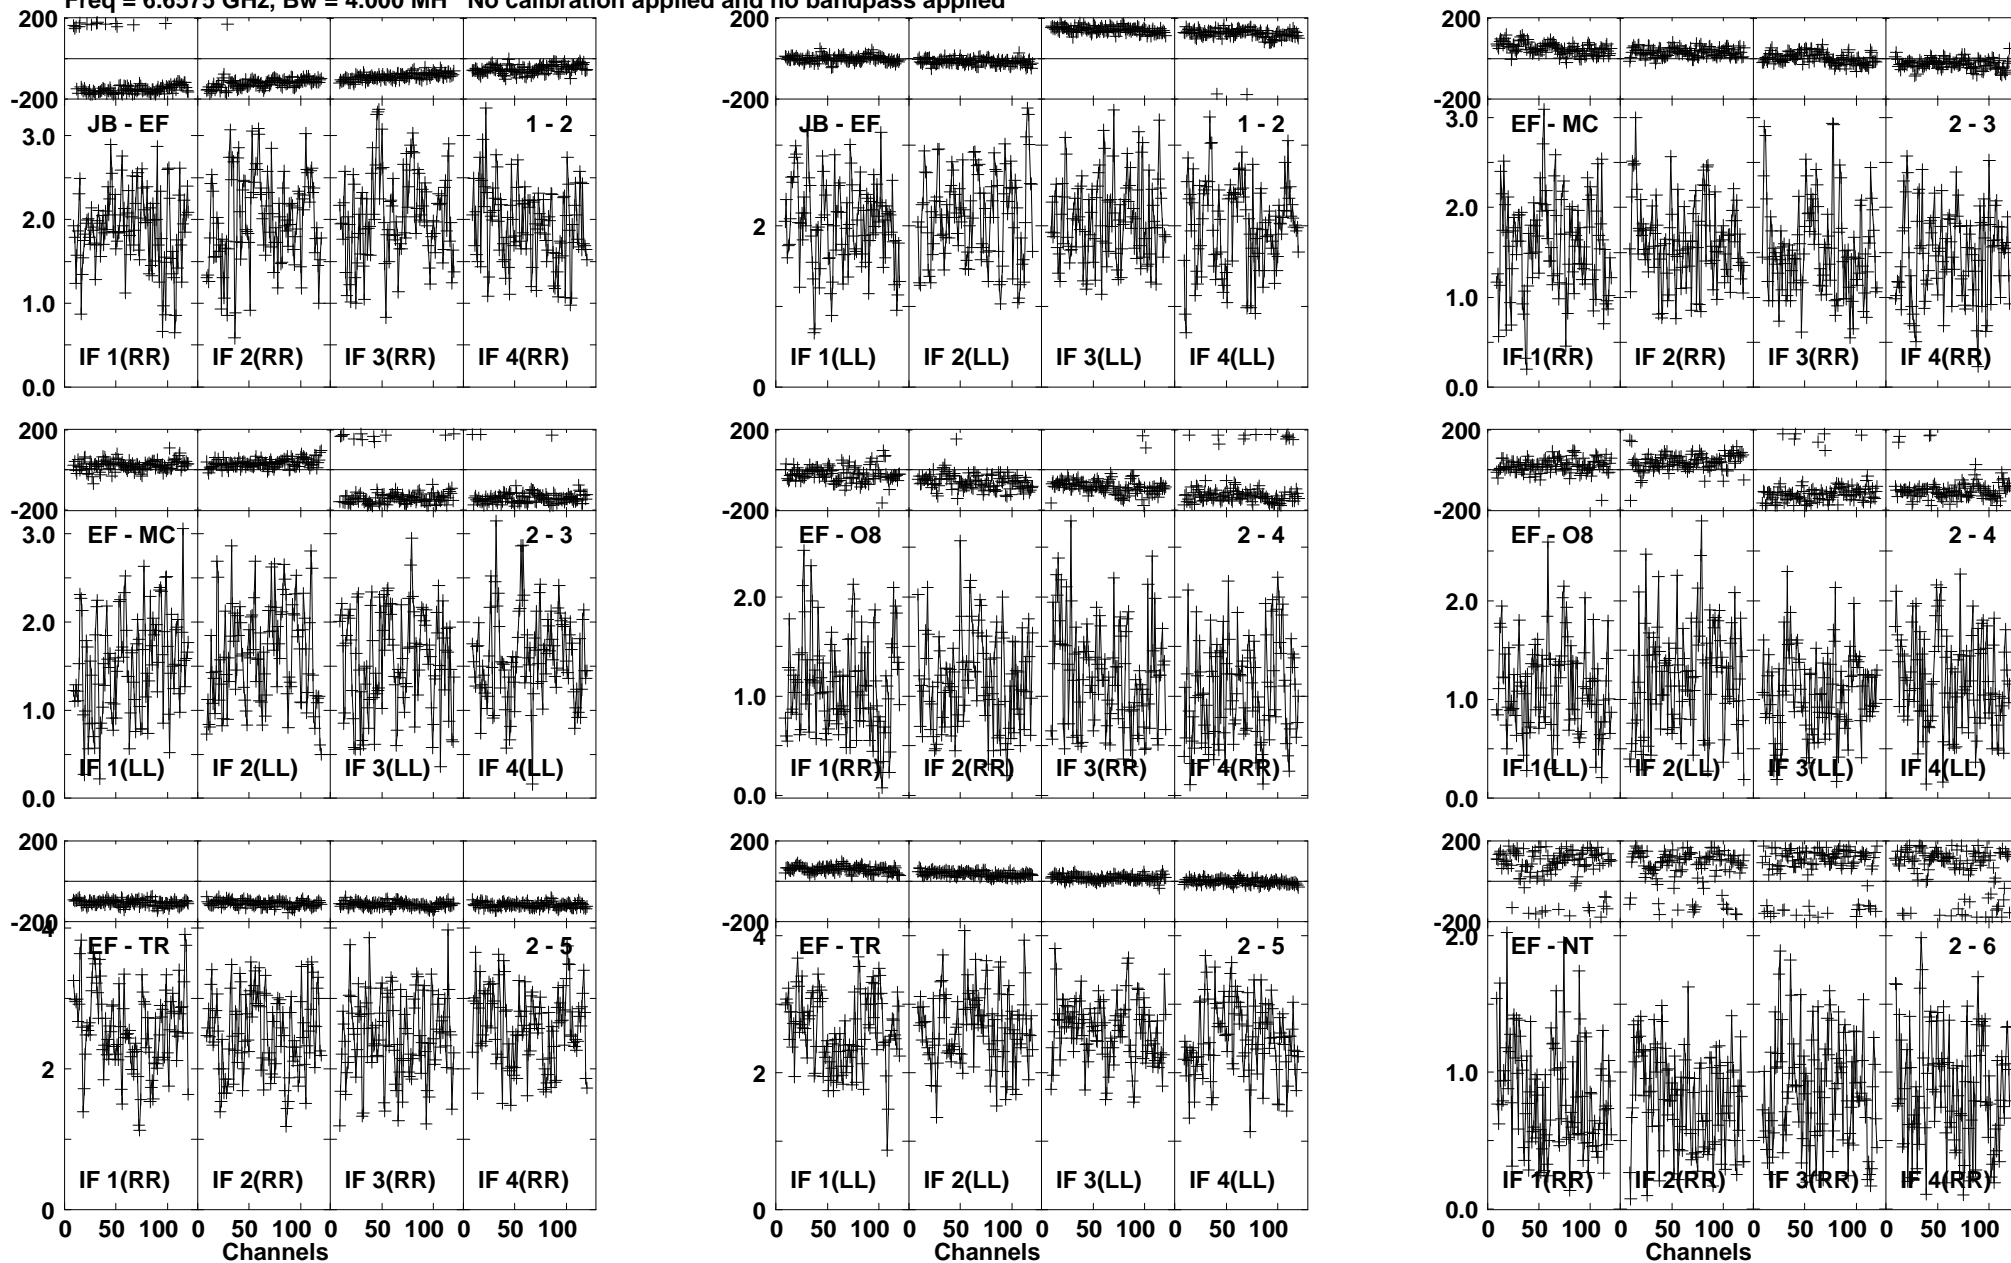 Freq = 6.6575 GHz, Bw = 4.000 MH No calibration applied and no bandpass applied
200
-200
JB - EF
1 - 2
3.0
2.0
1.0
0.0
IF 1(RR)
IF 2(RR)
IF 3(RR)
IF 4(RR)
200
-200
JB - EF
1 - 2
2
0
IF 1(LL)
IF 2(LL)
IF 3(LL)
IF 4(LL)
200
-200
EF - MC
2 - 3
3.0
2.0
1.0
0.0
IF 1(RR)
IF 2(RR)
IF 3(RR)
IF 4(RR)
200
-200
EF - MC
2 - 3
3.0
2.0
1.0
0.0
IF 1(LL)
IF 2(LL)
IF 3(LL)
IF 4(LL)
200
-200
EF - O8
2 - 4
2.0
1.0
0.0
IF 1(RR)
IF 2(RR)
IF 3(RR)
IF 4(RR)
200
-200
EF - O8
2 - 4
2.0
1.0
0.0
IF 1(LL)
IF 2(LL)
IF 3(LL)
IF 4(LL)
200
-200
4
EF - TR
2 - 5
2
0
IF 1(RR)
IF 2(RR)
IF 3(RR)
IF 4(RR)
0 50 100 0 50 100 0 50 100 0 50 100
Channels
200
-200
4
EF - TR
2 - 5
2
0
IF 1(LL)
IF 2(LL)
IF 3(LL)
IF 4(LL)
0 50 100 0 50 100 0 50 100 0 50 100
Channels
200
-200
2.0
EF - NT
2 - 6
1.0
0.0
IF 1(RR)
IF 2(RR)
IF 3(RR)
IF 4(RR)
0 50 100 0 50 100 0 50 100 0 50 100
Channels